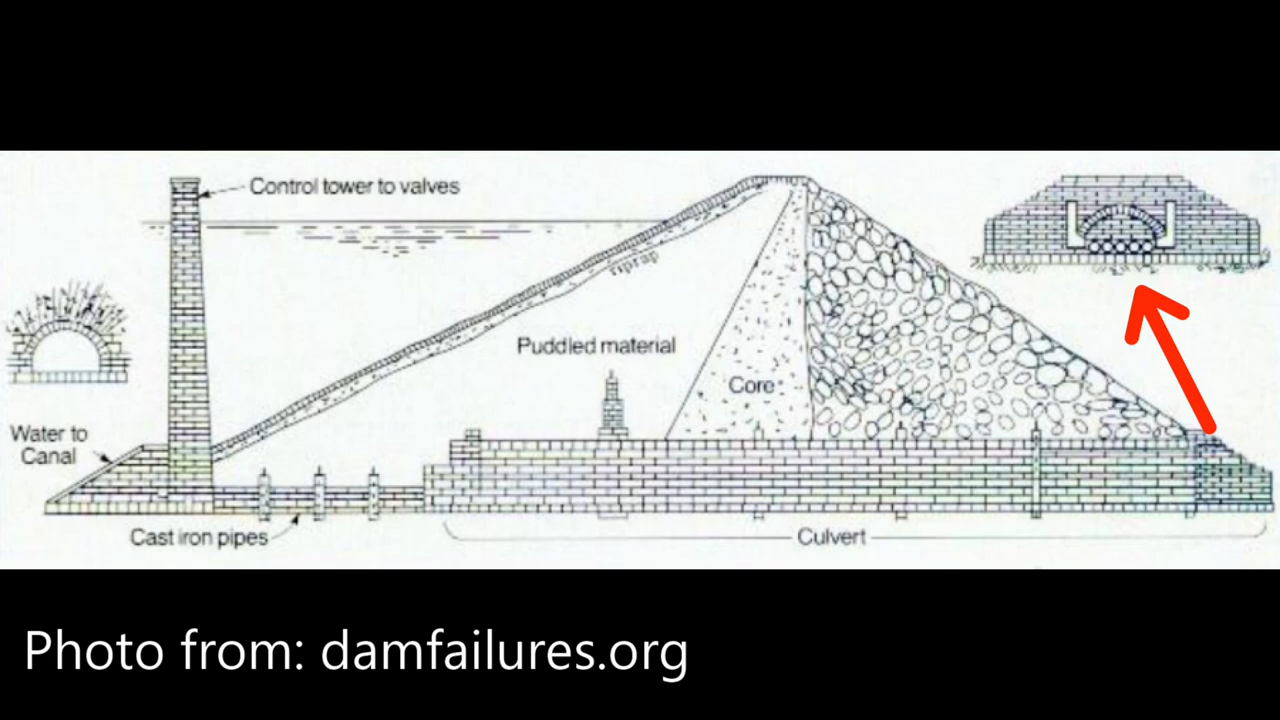 Control tower to valves
riprap
Puddled material
Core
Water to
Canal
Cast iron pipes
Culvert
Photo from: damfailures.org